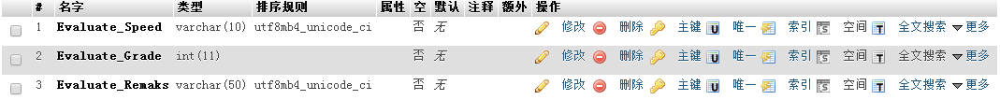 # 名字 类型 排序规则 属性 空 默认 注释 额外 操作
1 Evaluate_Speed varchar(10) utf8mb4_unicode_ci 否 无 修改 删除 主键 U 唯一 索引 S 空间 T 全文搜索 更多
2 Evaluate_Grade int(11) 否 无 修改 删除 主键 U 唯一 索引 S 空间 T 全文搜索 更多
3 Evaluate_Remaks varchar(50) utf8mb4_unicode_ci 否 无 修改 删除 主键 U 唯一 索引 S 空间 T 全文搜索 更多